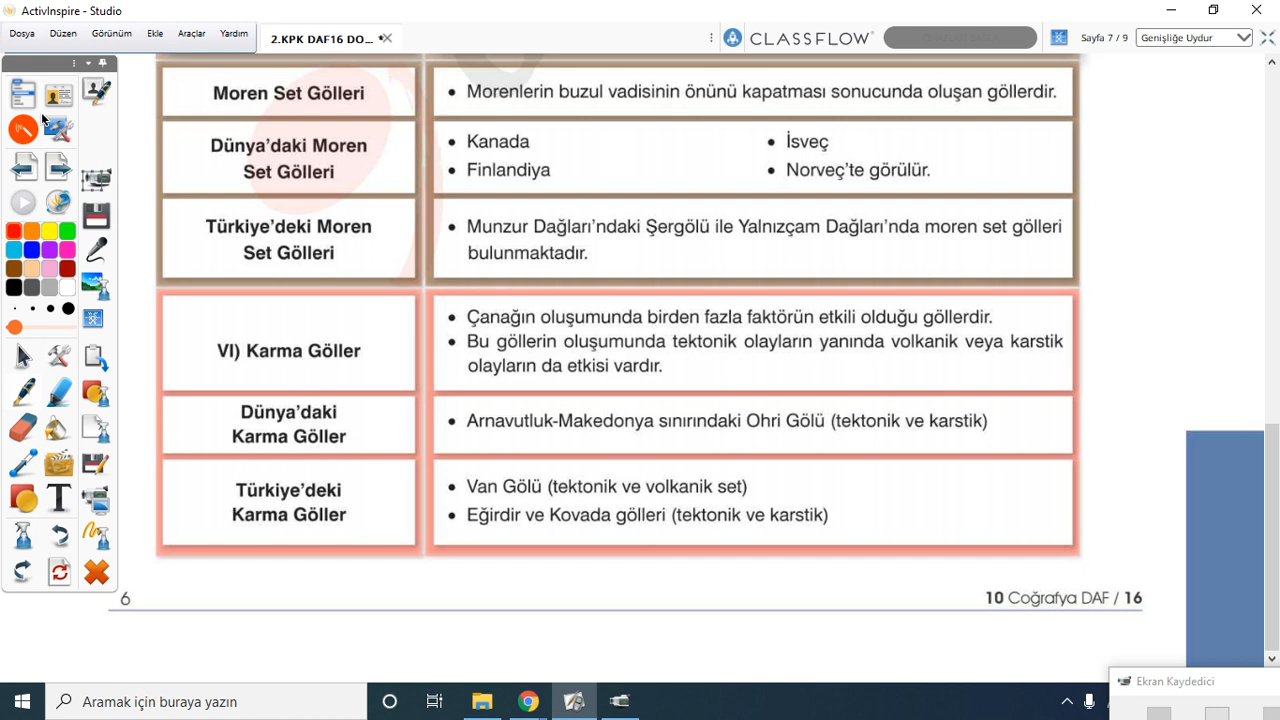 ActivInspire - Studio
Dosya Düzen Görünüm Ekle Araçlar Yardım
2.KPK DAF16 DO...
CLASSFLOW
Sayfa 7 / 9
Genişliğe Uydur
Moren Set Gölleri
• Morenlerin buzul vadisinin önünü kapatması sonucunda oluşan göllerdir.
Dünya'daki Moren
Set Gölleri
• Kanada
• İsveç
• Finlandiya
• Norveç'te görülür.
Türkiye'deki Moren
Set Gölleri
• Munzur Dağları'ndaki Şergölü ile Yalnızçam Dağları'nda moren set gölleri
bulunmaktadır.
VI) Karma Göller
• Çanağın oluşumunda birden fazla faktörün etkili olduğu göllerdir.
• Bu göllerin oluşumunda tektonik olayların yanında volkanik veya karstik
olayların da etkisi vardır.
Dünya'daki
Karma Göller
• Arnavutluk-Makedonya sınırındaki Ohri Gölü (tektonik ve karstik)
Türkiye'deki
Karma Göller
• Van Gölü (tektonik ve volkanik set)
• Eğirdir ve Kovada gölleri (tektonik ve karstik)
6
10 Coğrafya DAF / 16
Ekran Kaydedici
Aramak için buraya yazın